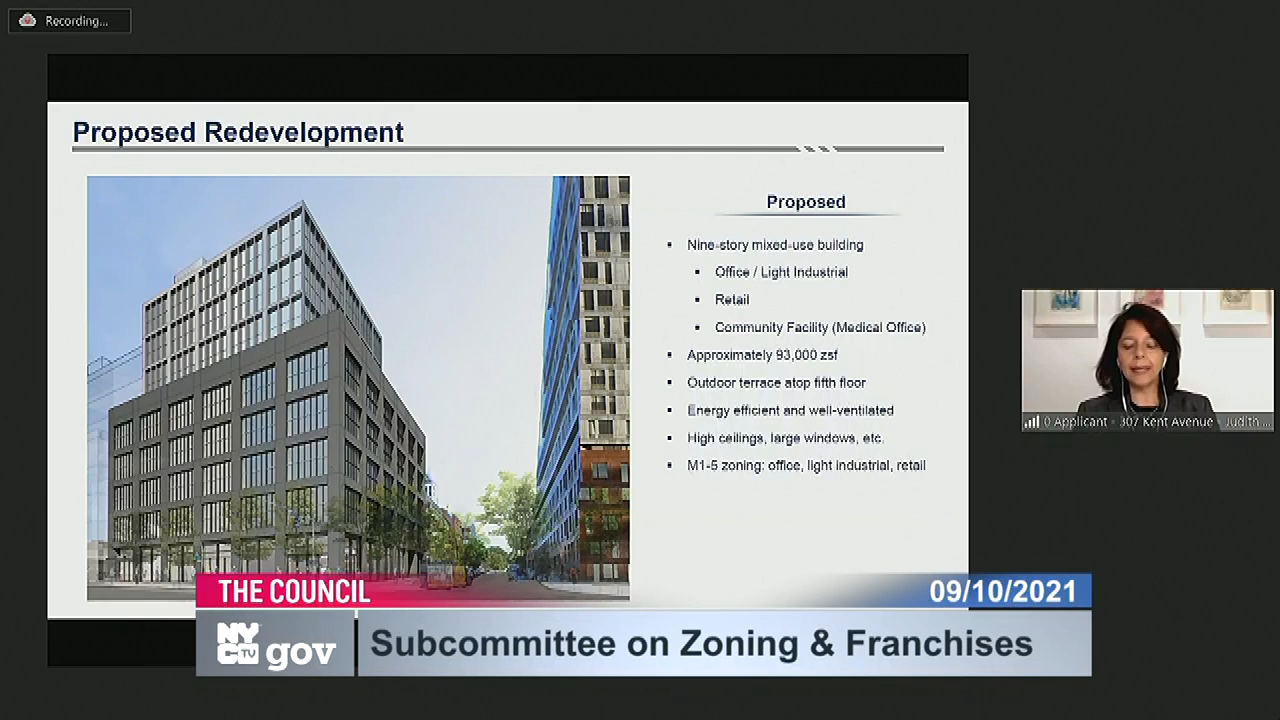 Recording...
Proposed Redevelopment
Proposed
▪ Nine-story mixed-use building
▪ Office / Light Industrial
▪ Retail
▪ Community Facility (Medical Office)
▪ Approximately 93,000 zsf
▪ Outdoor terrace atop fifth floor
▪ Energy efficient and well-ventilated
▪ High ceilings, large windows, etc.
▪ M1-5 zoning: office, light industrial, retail
0 Applicant - 307 Kent Avenue - Judith ...
THE COUNCIL
09/10/2021
NYC TV gov
Subcommittee on Zoning & Franchises